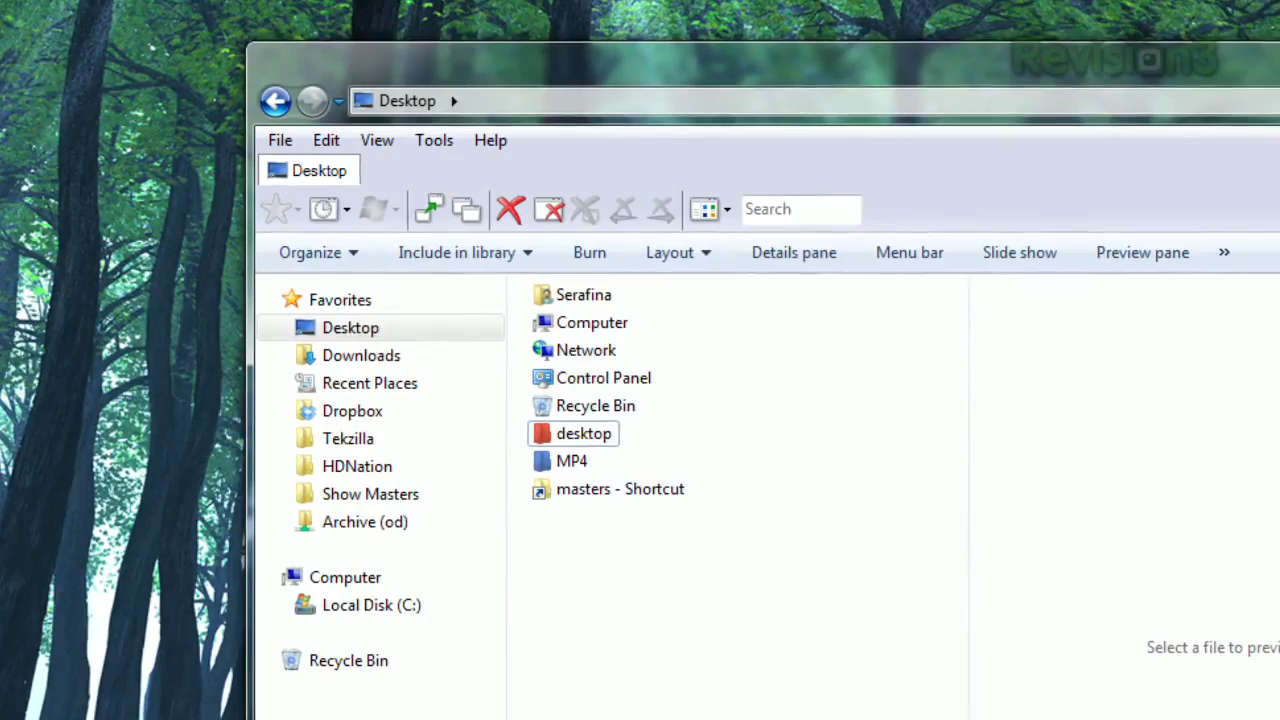 Revision3
Desktop
File Edit View Tools Help
Desktop
Search
Organize Include in library Burn Layout Details pane Menu bar Slide show Preview pane »
Favorites
Desktop
Downloads
Recent Places
Dropbox
Tekzilla
HDNation
Show Masters
Archive (od)
Computer
Local Disk (C:)
Recycle Bin
Serafina
Computer
Network
Control Panel
Recycle Bin
desktop
MP4
masters - Shortcut
Select a file to previ